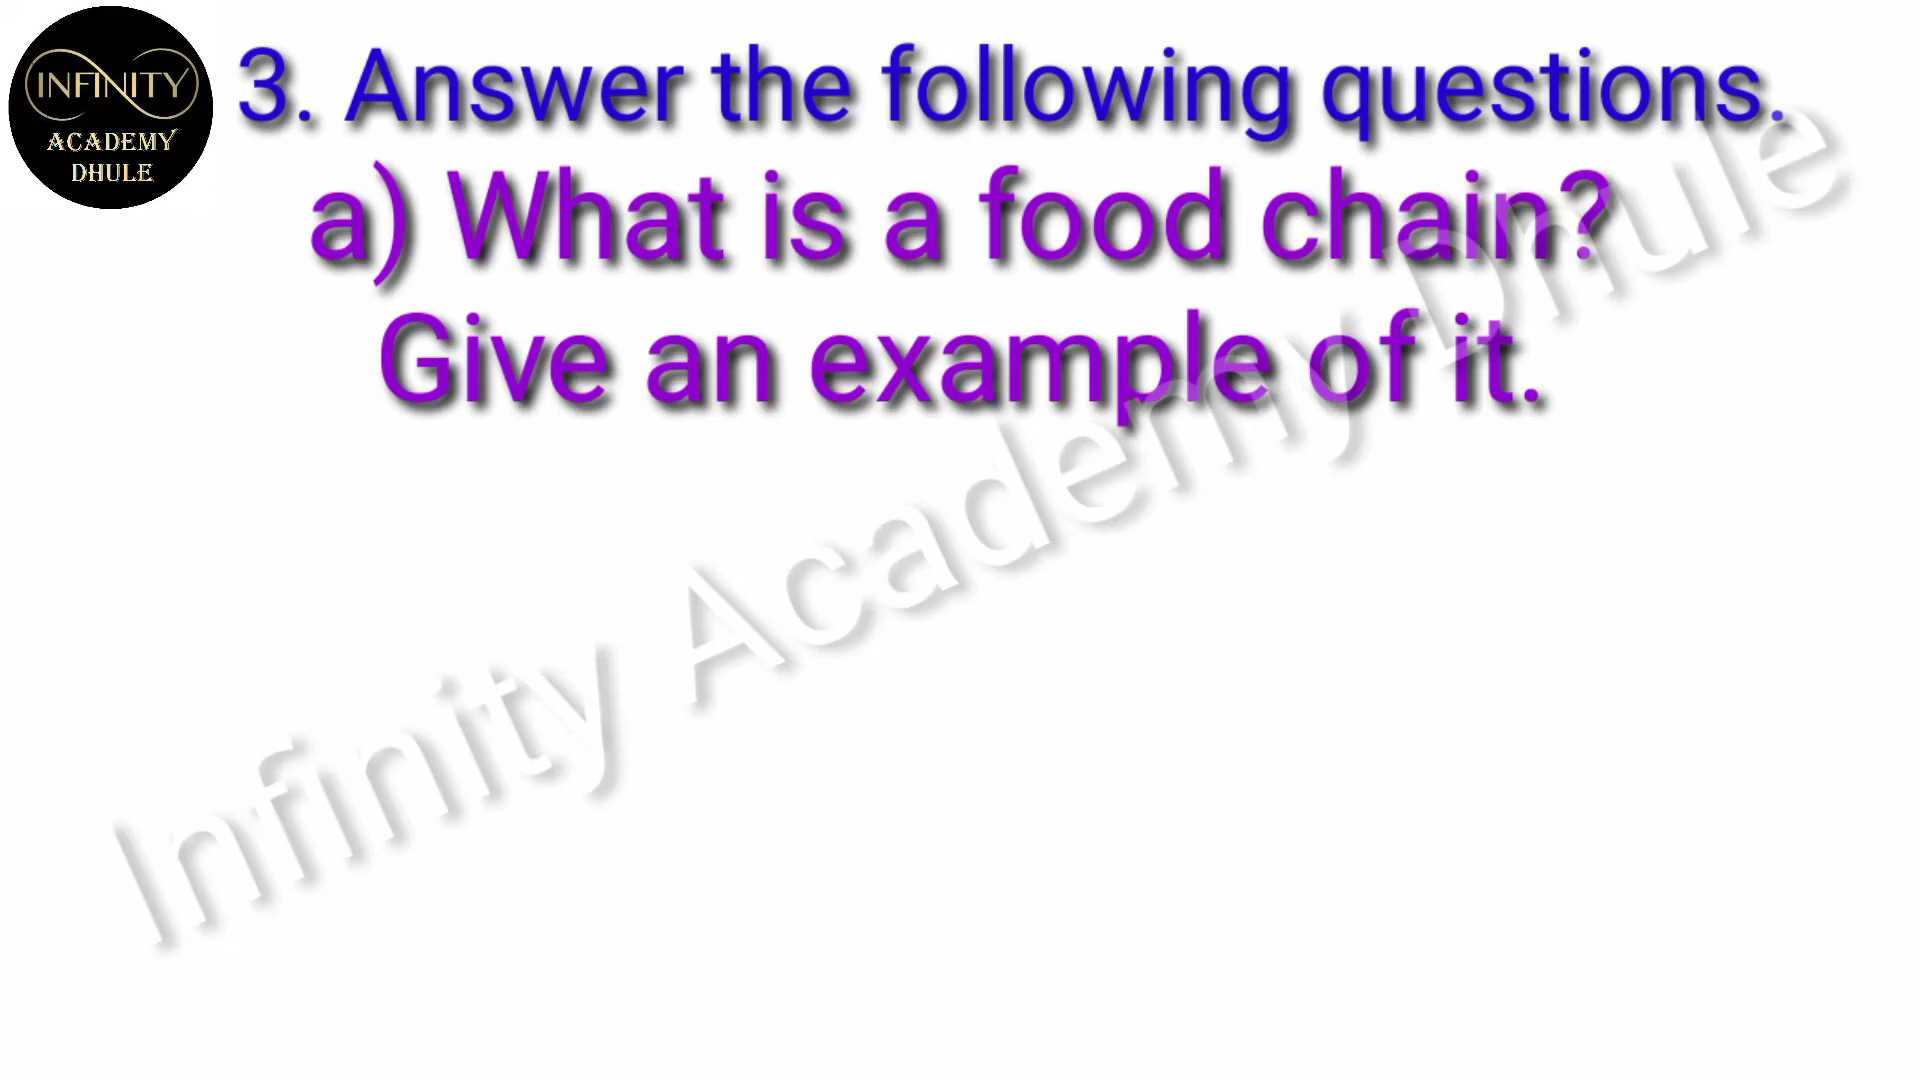 INFINITY
ACADEMY
DHULE
3. Answer the following questions.
a) What is a food chain?
Give an example of it.
Infinity Academy Dhule